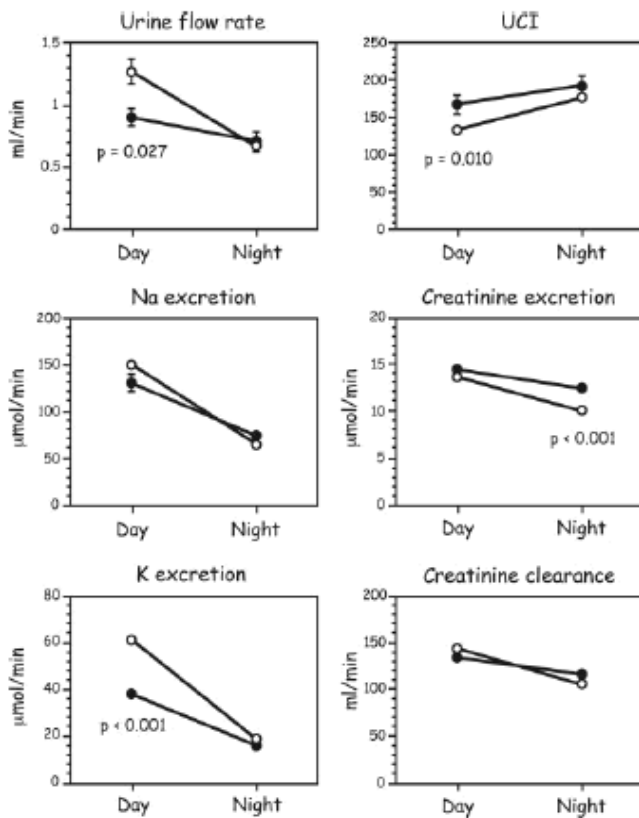 Urine flow rate
ml/min
1.5
1
0.5
0
p = 0.027
Day Night
UCI
250
200
150
100
50
0
p = 0.010
Day Night
Na excretion
µmol/min
200
150
100
50
0
Day Night
Creatinine excretion
µmol/min
20
15
10
5
0
p < 0.001
Day Night
K excretion
µmol/min
80
60
40
20
0
p < 0.001
Day Night
Creatinine clearance
ml/min
200
150
100
50
0
Day Night